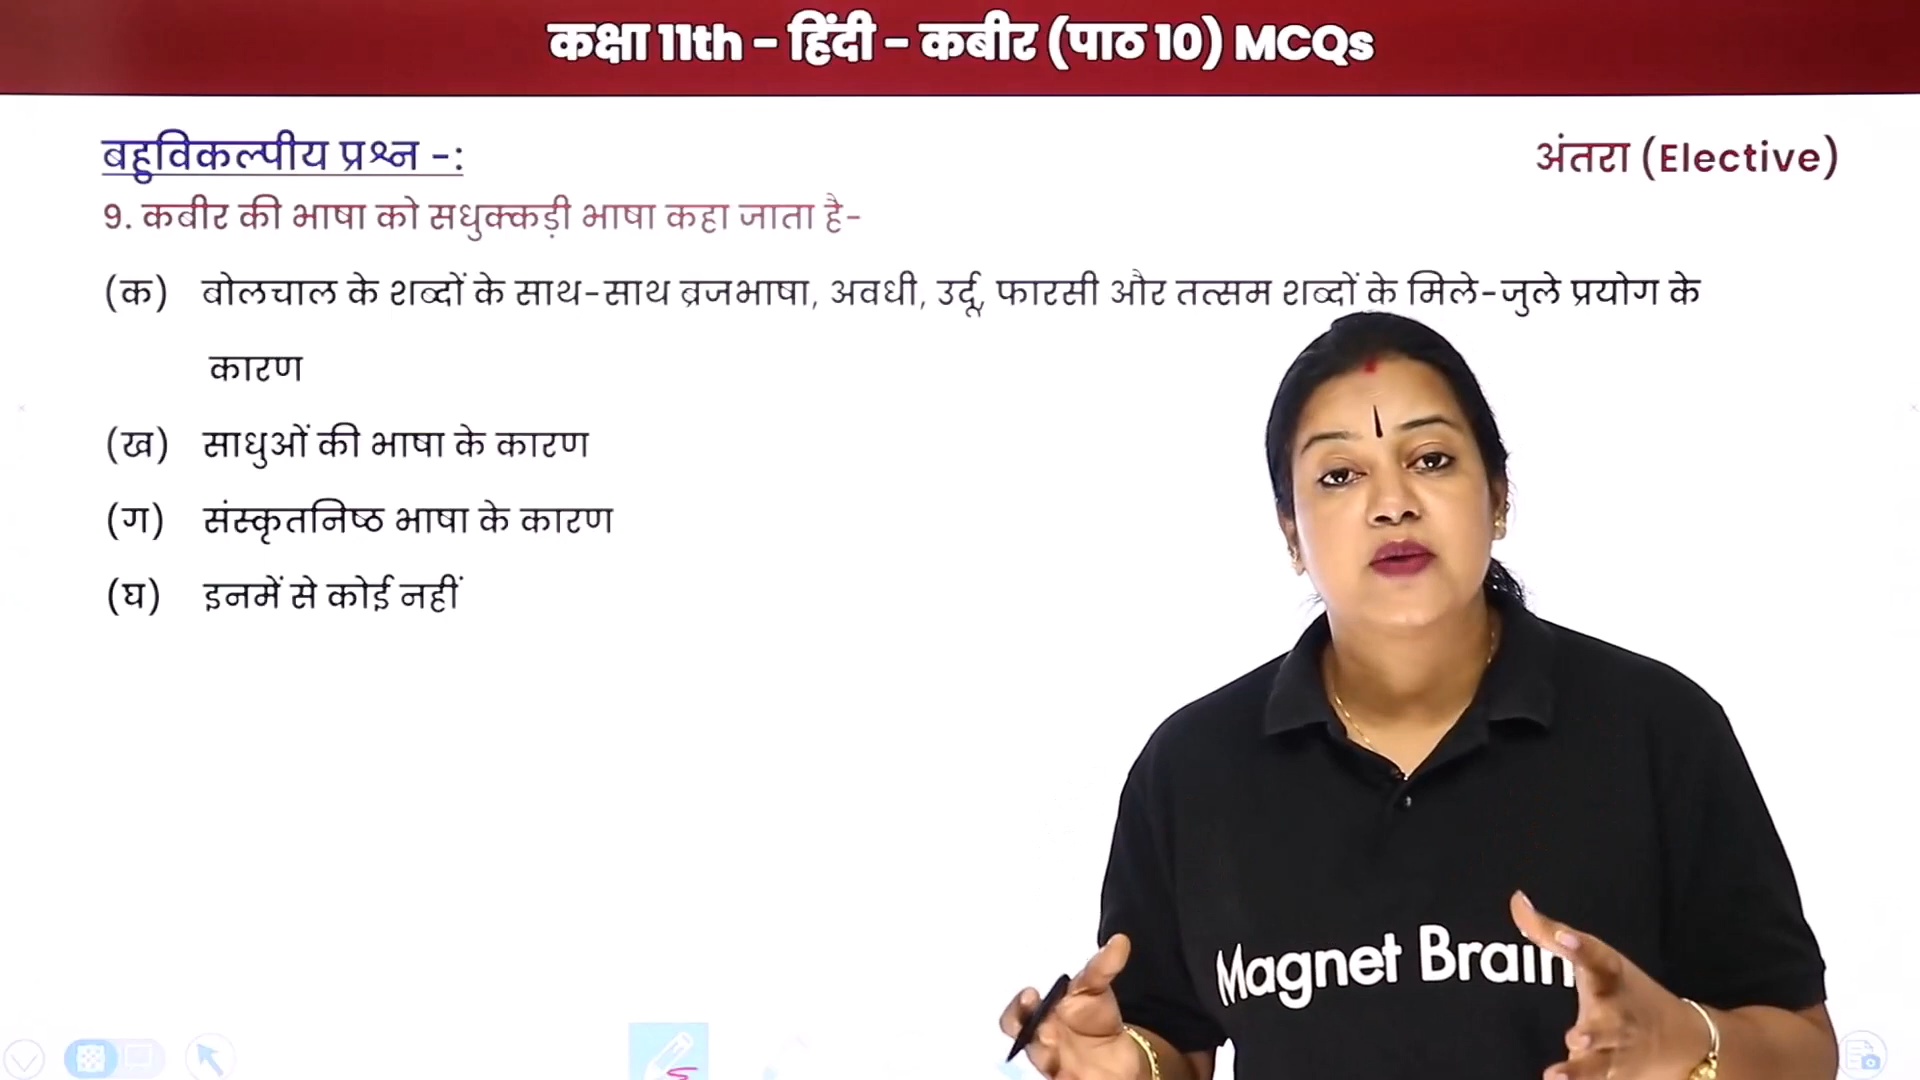 कक्षा 11th - हिंदी - कबीर (पाठ 10) MCQs
बहुविकल्पीय प्रश्न -:
अंतरा (Elective)
9. कबीर की भाषा को सधुक्कड़ी भाषा कहा जाता है-
(क) बोलचाल के शब्दों के साथ-साथ ब्रजभाषा, अवधी, उर्दू, फारसी और तत्सम शब्दों के मिले-जुले प्रयोग के
कारण
(ख) साधुओं की भाषा के कारण
(ग) संस्कृतनिष्ठ भाषा के कारण
(घ) इनमें से कोई नहीं
Magnet Brain